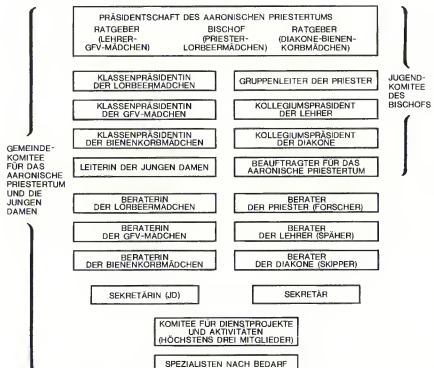 PRÄSIDENTSCHAFT DES AARONISCHEN PRIESTERTUMS
RATGEBER
(LEHRER-
GFV-MÄDCHEN)
BISCHOF
(PRIESTER-
LORBEERMÄDCHEN)
RATGEBER
(DIAKONE-BIENEN-
KORBMÄDCHEN)
KLASSENPRÄSIDENTIN
DER LORBEERMÄDCHEN
GRUPPENLEITER DER PRIESTER
JUGEND-
KOMITEE
DES
BISCHOFS
KLASSENPRÄSIDENTIN
DER GFV-MÄDCHEN
KOLLEGIUMSPRÄSIDENT
DER LEHRER
KLASSENPRÄSIDENTIN
DER BIENENKORBMÄDCHEN
KOLLEGIUMSPRÄSIDENT
DER DIAKONE
GEMEINDE-
KOMITEE
FÜR DAS
AARONISCHE
PRIESTERTUM
UND DIE
JUNGEN
DAMEN
LEITERIN DER JUNGEN DAMEN
BEAUFTRAGTER FÜR DAS
AARONISCHE PRIESTERTUM
BERATERIN
DER LORBEERMÄDCHEN
BERATER
DER PRIESTER (FORSCHER)
BERATERIN
DER GFV-MÄDCHEN
BERATER
DER LEHRER (SPÄHER)
BERATERIN
DER BIENENKORBMÄDCHEN
BERATER
DER DIAKONE (SKIPPER)
SEKRETÄRIN (JD)
SEKRETÄR
KOMITEE FÜR DIENSTPROJEKTE
UND AKTIVITÄTEN
(HÖCHSTENS DREI MITGLIEDER)
SPEZIALISTEN NACH BEDARF